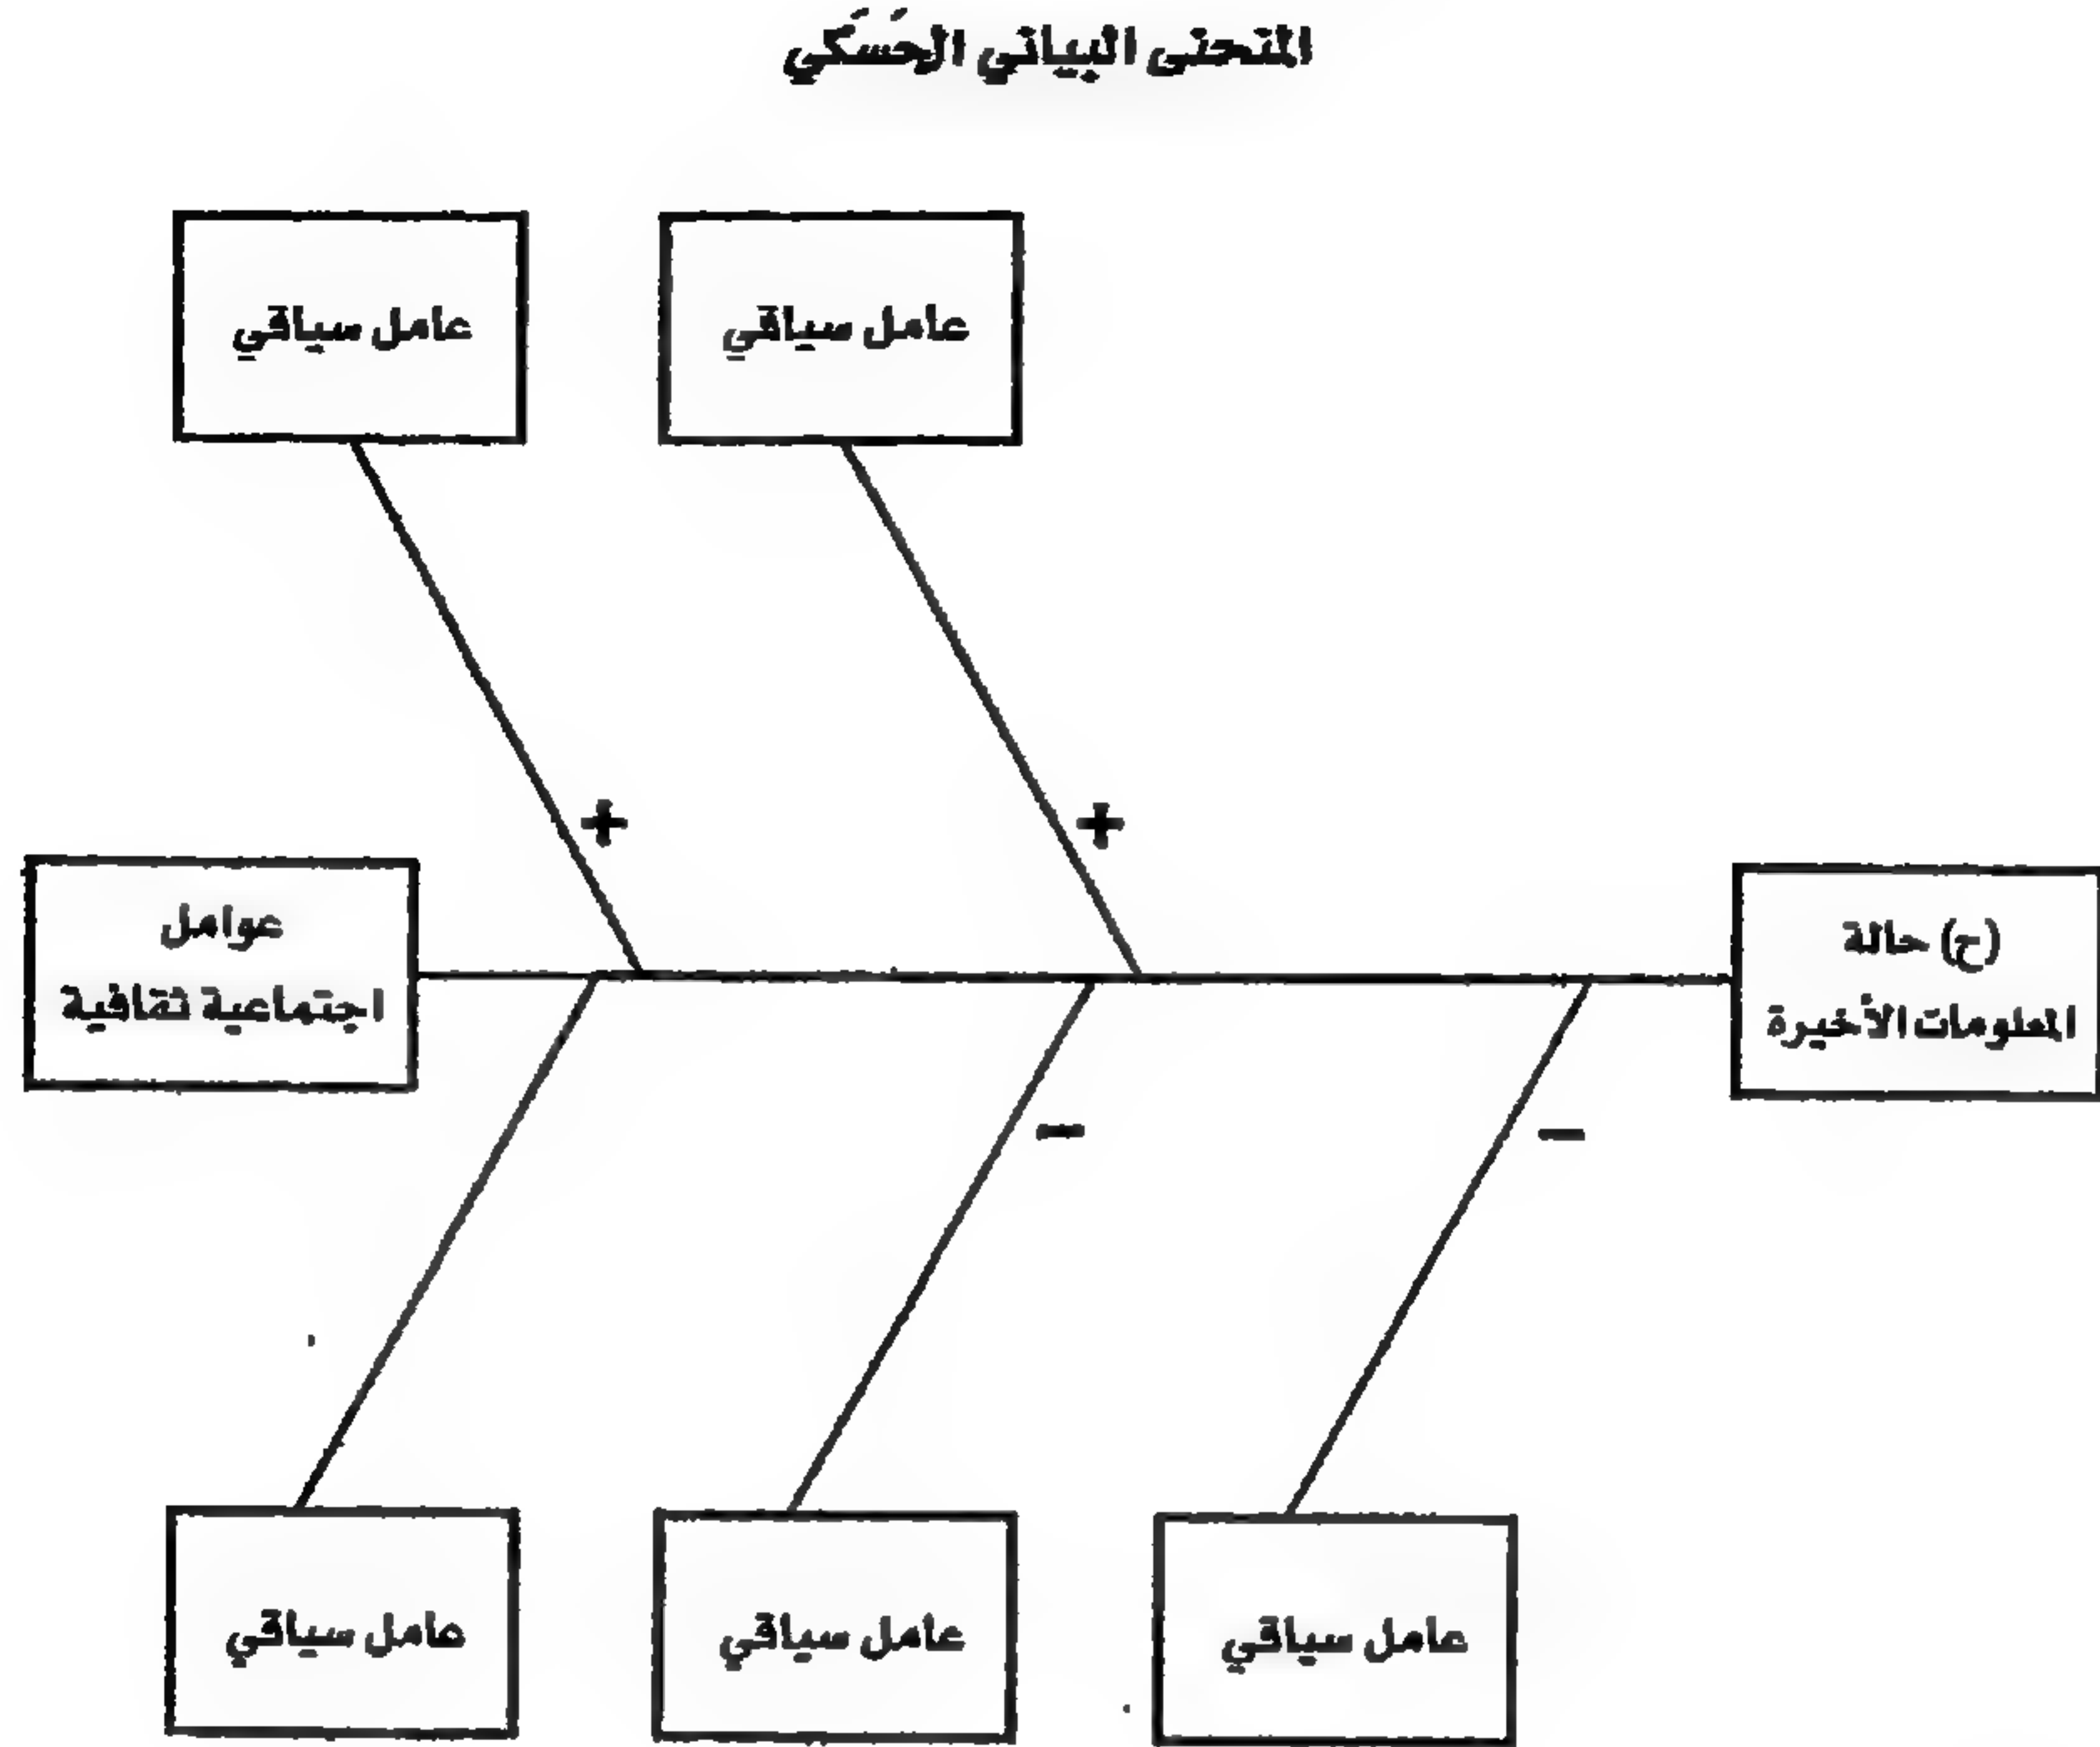 المنحنى البياني الحَسَكي
عامل سياقي
عامل سياقي
+
+
(ح) حالة
المعلومات الأخيرة
عوامل
اجتماعية ثقافية
−
−
عامل سياقي
عامل سياقي
عامل سياقي